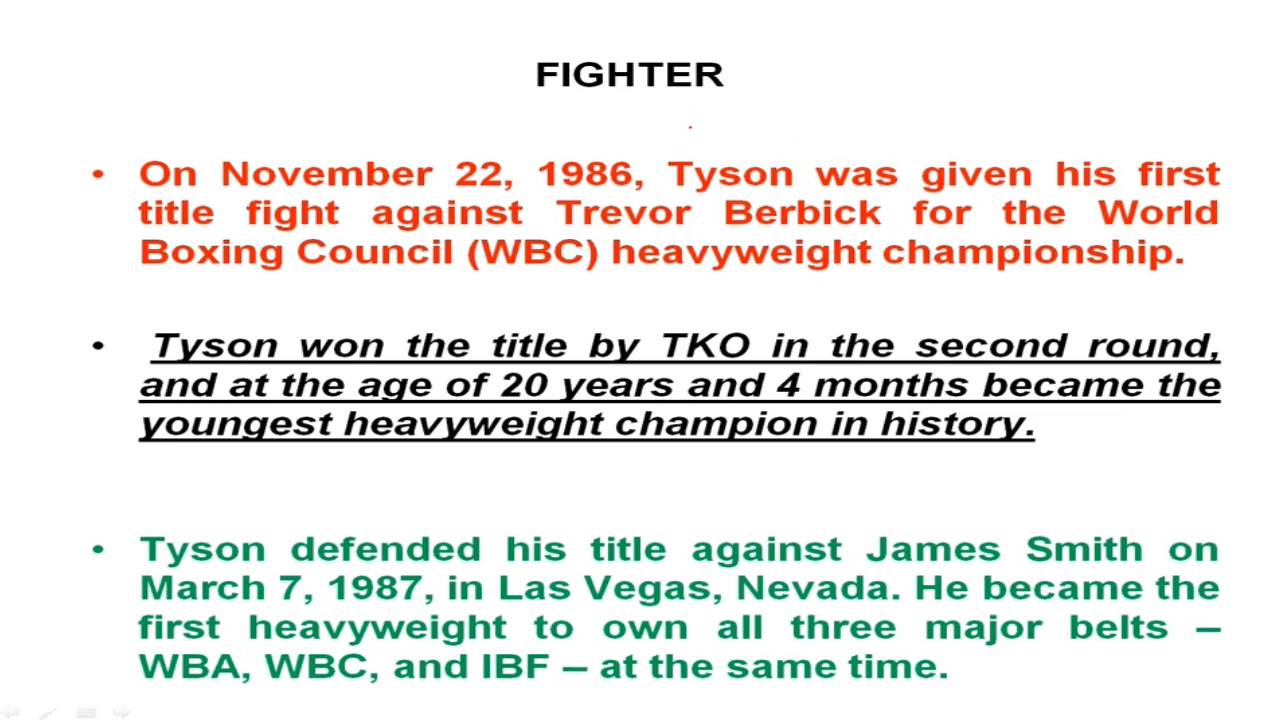 FIGHTER
• On November 22, 1986, Tyson was given his first
title fight against Trevor Berbick for the World
Boxing Council (WBC) heavyweight championship.
• Tyson won the title by TKO in the second round,
and at the age of 20 years and 4 months became the
youngest heavyweight champion in history.
• Tyson defended his title against James Smith on
March 7, 1987, in Las Vegas, Nevada. He became the
first heavyweight to own all three major belts –
WBA, WBC, and IBF – at the same time.